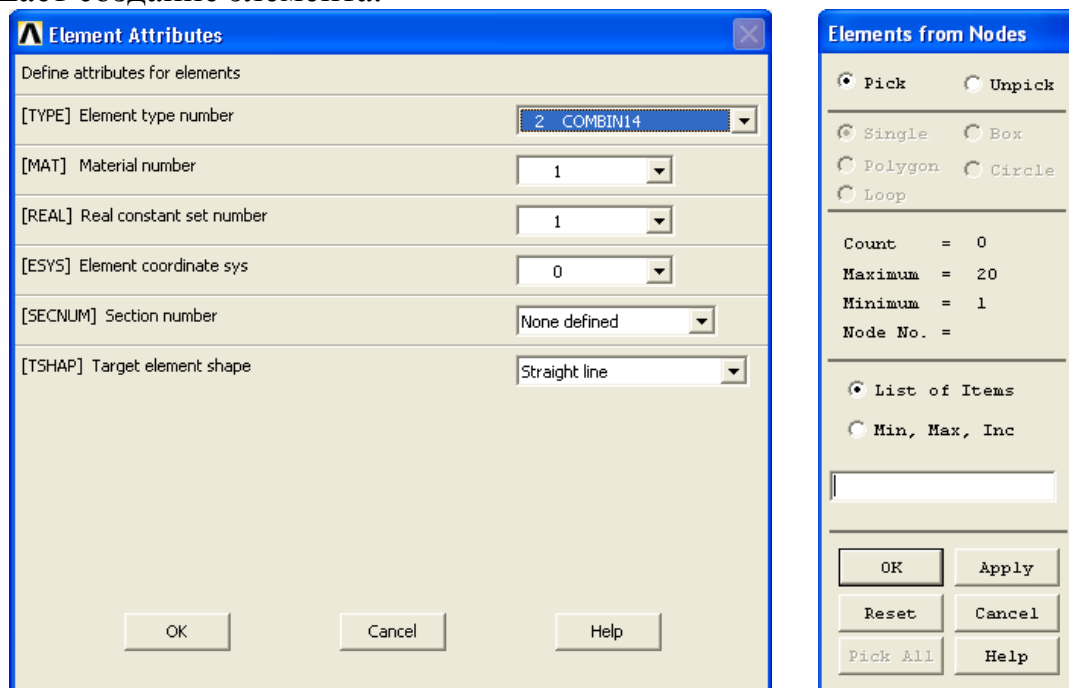 создание элемента.
Element Attributes
Define attributes for elements
[TYPE] Element type number
2 COMBIN14
[MAT] Material number
1
[REAL] Real constant set number
1
[ESYS] Element coordinate sys
0
[SECNUM] Section number
None defined
[TSHAP] Target element shape
Straight line
OK Cancel Help
Elements from Nodes
Pick Unpick
Single Box
Polygon Circle
Loop
Count = 0
Maximum = 20
Minimum = 1
Node No. =
List of Items
Min, Max, Inc
OK Apply
Reset Cancel
Pick All Help